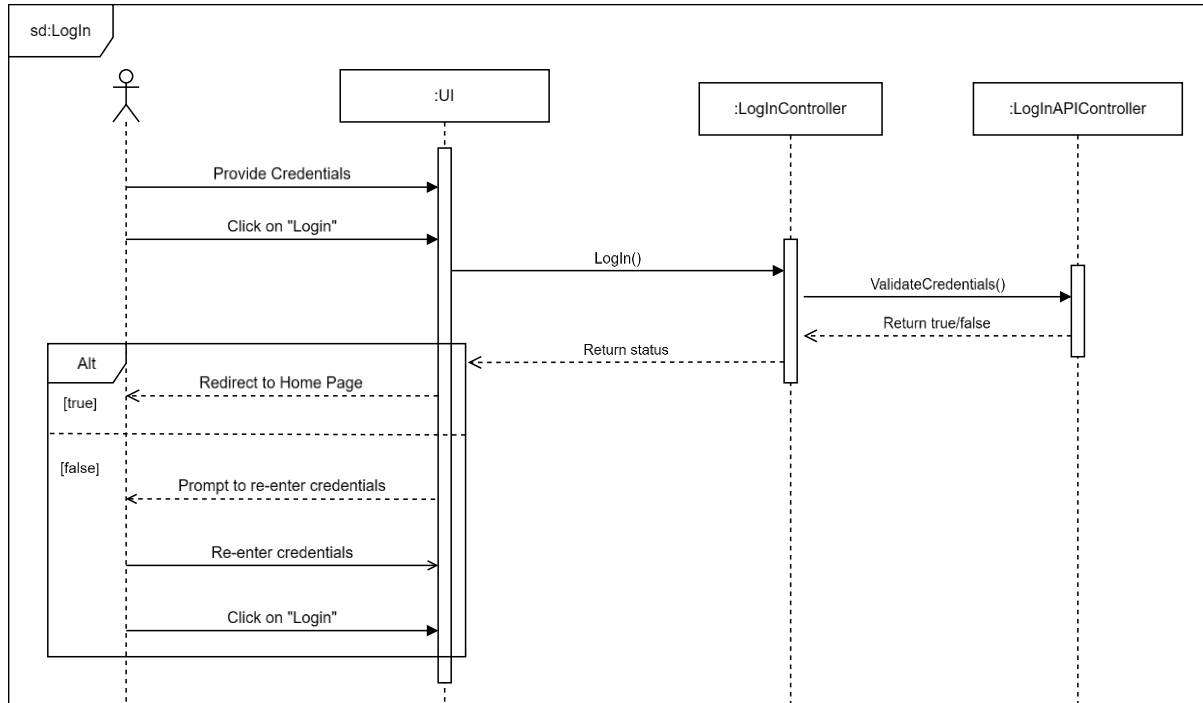 sd:LogIn
:UI
:LogInController
:LogInAPIController
Provide Credentials
Click on "Login"
LogIn()
ValidateCredentials()
Return true/false
Return status
Alt
Redirect to Home Page
[true]
[false]
Prompt to re-enter credentials
Re-enter credentials
Click on "Login"